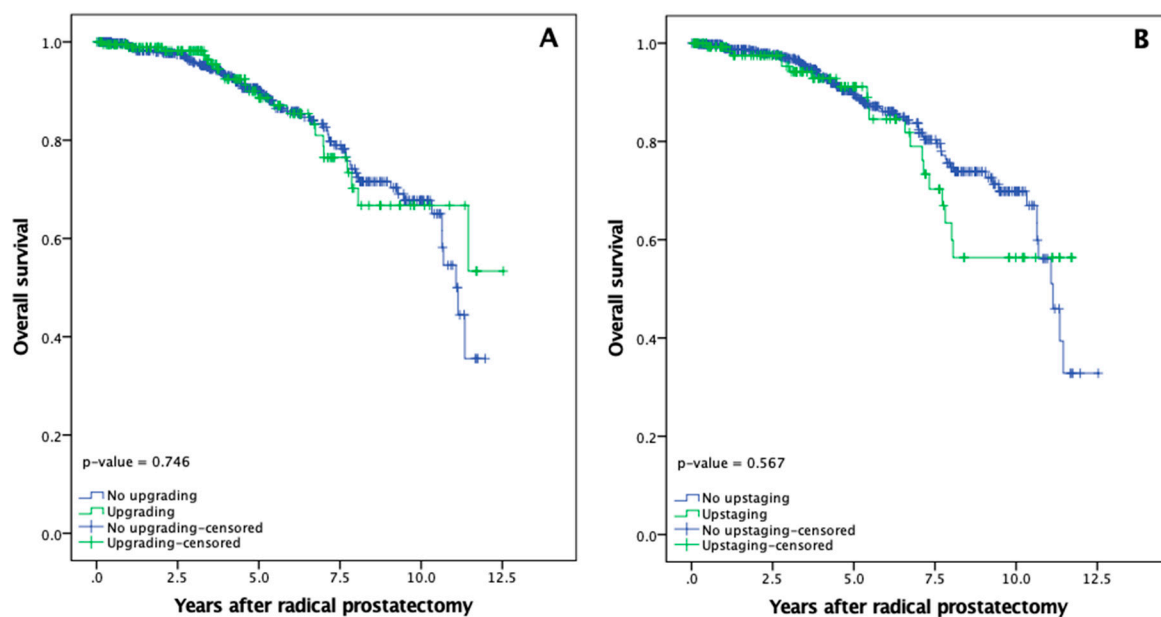 A
Overall survival
1.0
0.8
0.6
0.4
0.2
0.0
p-value = 0.746
No upgrading
Upgrading
No upgrading-censored
Upgrading-censored
.0 2.5 5.0 7.5 10.0 12.5
Years after radical prostatectomy
B
Overall survival
1.0
0.8
0.6
0.4
0.2
0.0
p-value = 0.567
No upstaging
Upstaging
No upstaging-censored
Upstaging-censored
.0 2.5 5.0 7.5 10.0 12.5
Years after radical prostatectomy